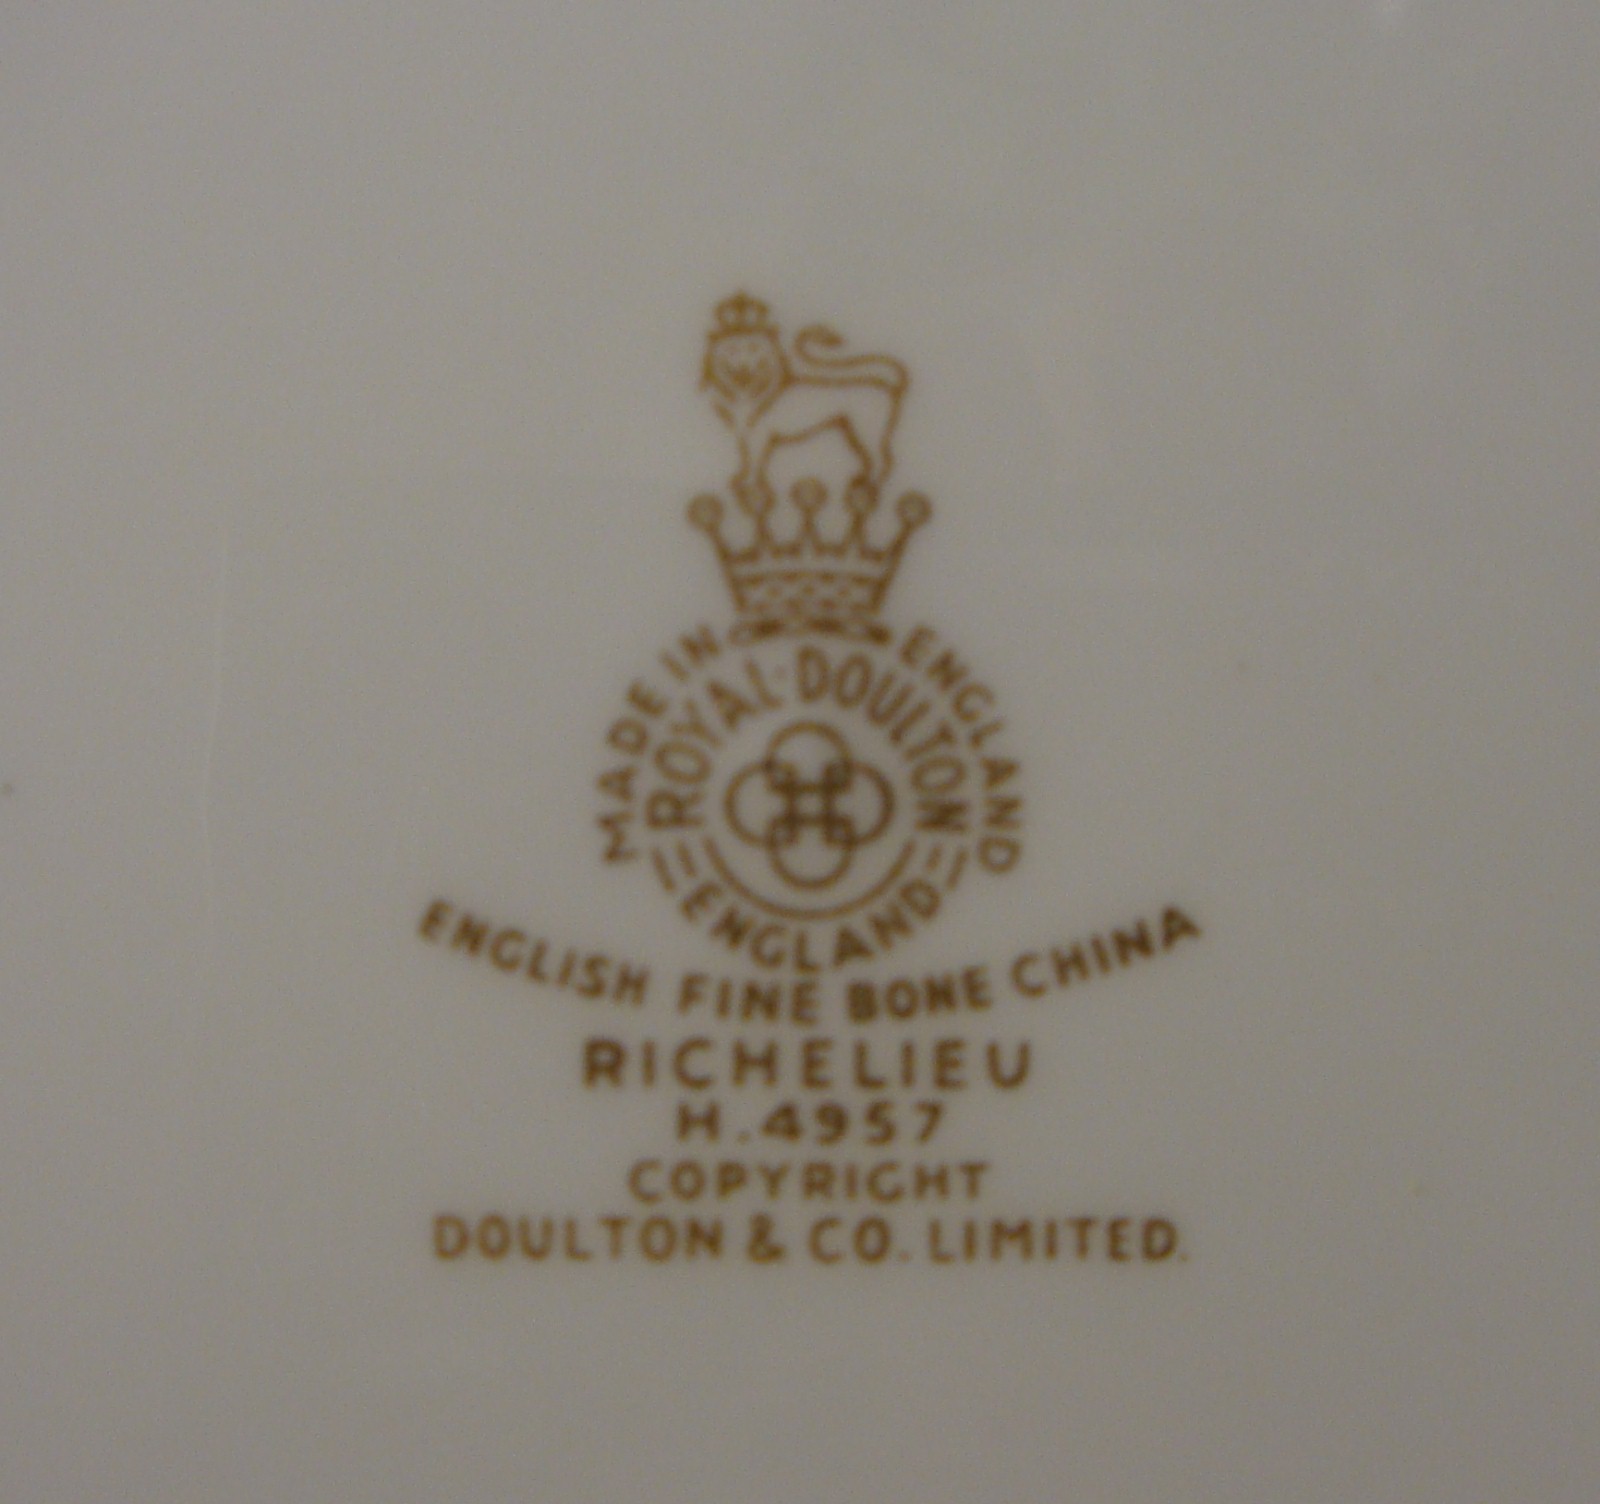 MADE IN ENGLAND
ROYAL·DOULTON
ENGLAND
ENGLISH FINE BONE CHINA
RICHELIEU
H.4957
COPYRIGHT
DOULTON & CO. LIMITED.